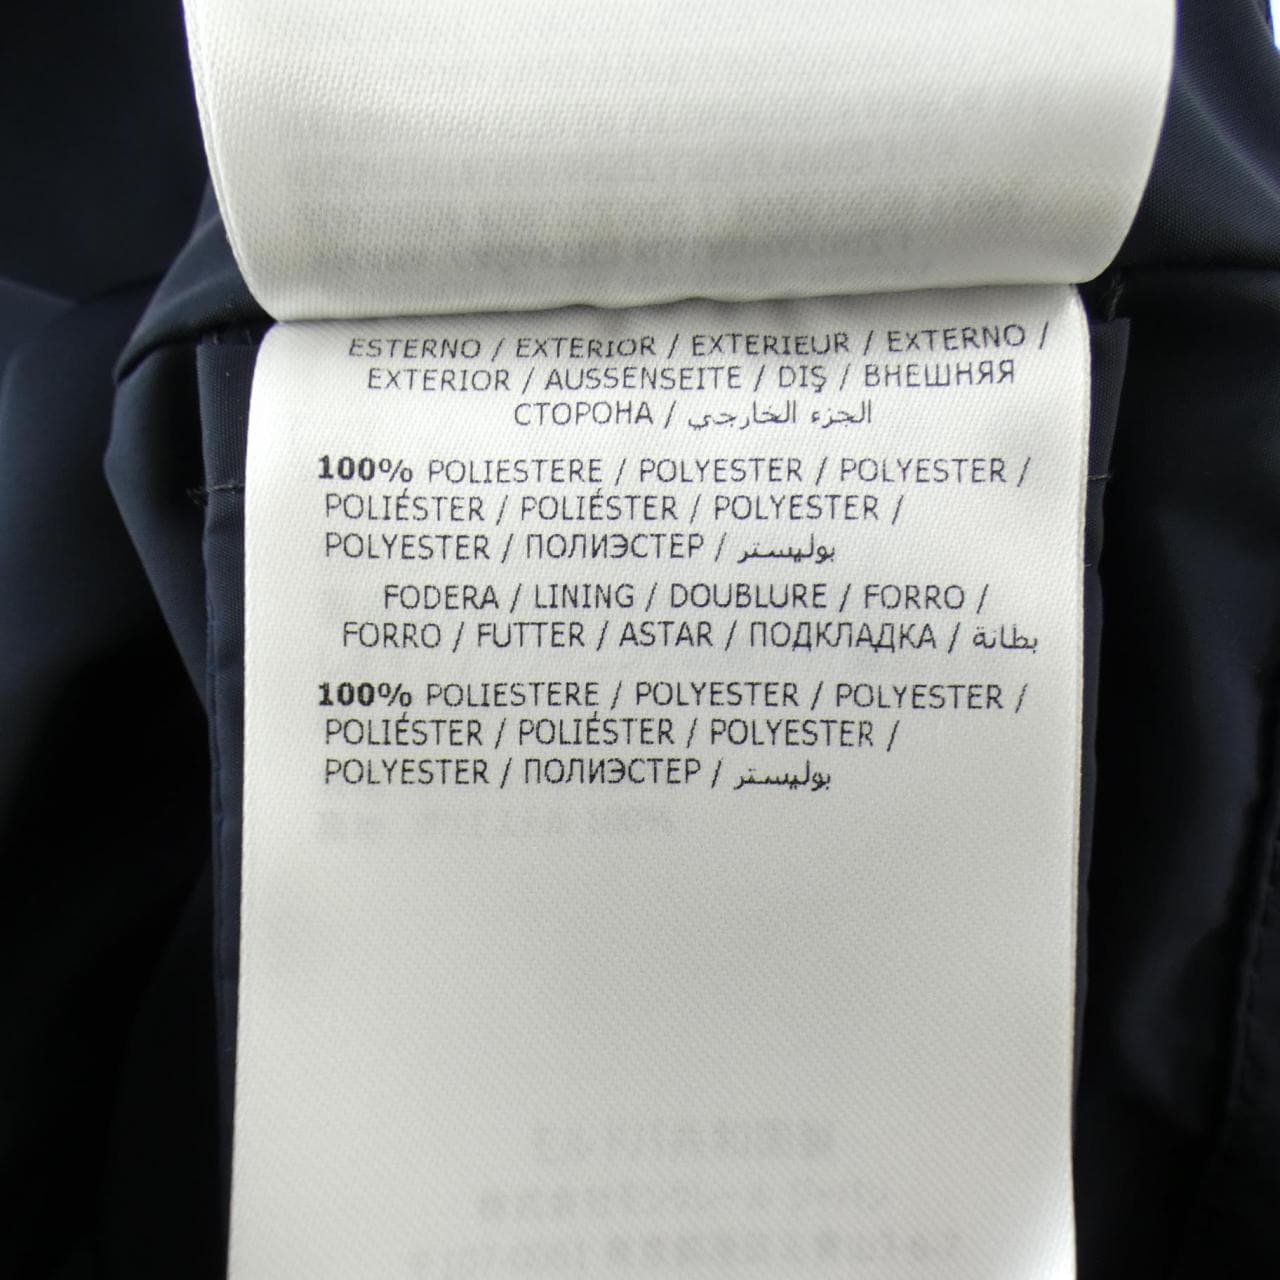 ESTERNO / EXTERIOR / EXTERIEUR / EXTERNO /
EXTERIOR / AUSSENSEITE / DIŞ / ВНЕШНЯЯ
СТОРОНА / الجزء الخارجي
100% POLIESTERE / POLYESTER / POLYESTER /
POLIÉSTER / POLIÉSTER / POLYESTER /
POLYESTER / ПОЛИЭСТЕР / بوليستر
FODERA / LINING / DOUBLURE / FORRO /
FORRO / FUTTER / ASTAR / ПОДКЛАДКА / بطانة
100% POLIESTERE / POLYESTER / POLYESTER /
POLIÉSTER / POLIÉSTER / POLYESTER /
POLYESTER / ПОЛИЭСТЕР / بوليستر